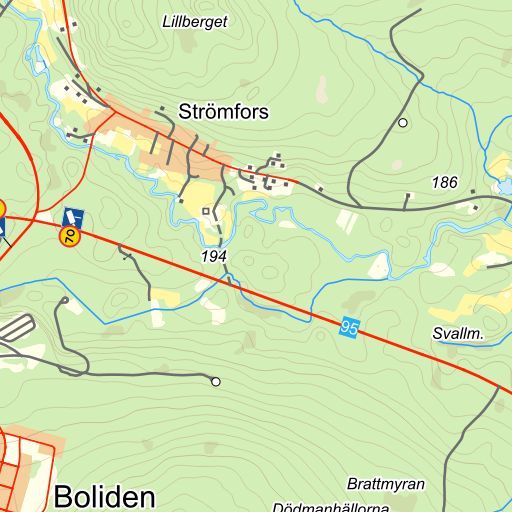 Lillberget
Strömfors
186
70
194
95
Svallm.
Brattmyran
Boliden
Dödmanhällorna